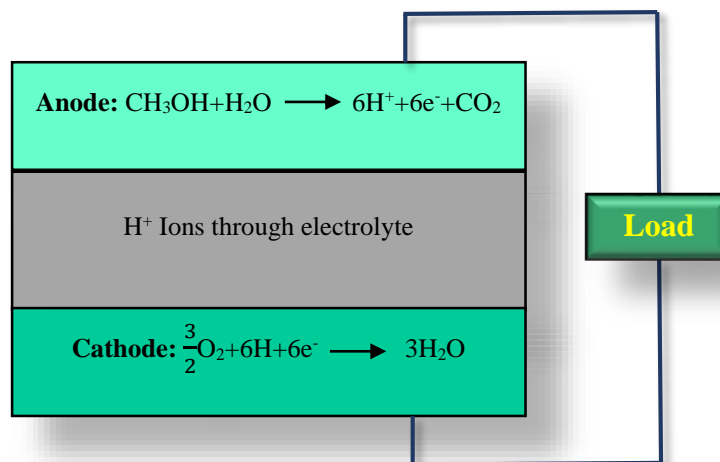 Anode: CH₃OH+H₂O ⟶ 6H⁺+6e⁻+CO₂
H⁺ Ions through electrolyte
Load
Cathode: 3/2O₂+6H+6e⁻ ⟶ 3H₂O